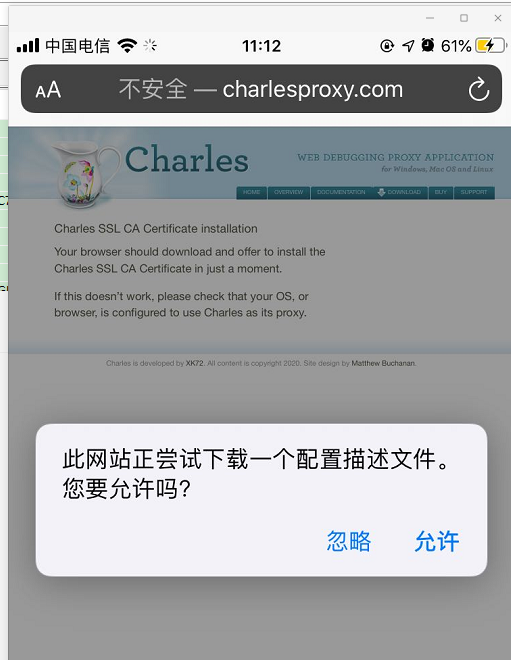 中国电信 11:12 61%
AA 不安全 — charlesproxy.com
Charles WEB DEBUGGING PROXY APPLICATION
for Windows, Mac OS and Linux
HOME OVERVIEW DOCUMENTATION DOWNLOAD BUY SUPPORT
Charles SSL CA Certificate installation
Your browser should download and offer to install the
Charles SSL CA Certificate in just a moment.
If this doesn't work, please check that your OS, or
browser, is configured to use Charles as its proxy.
Charles is developed by XK72. All content is copyright 2020. Site design by Matthew Buchanan.
此网站正尝试下载一个配置描述文件。
您要允许吗?
忽略 允许